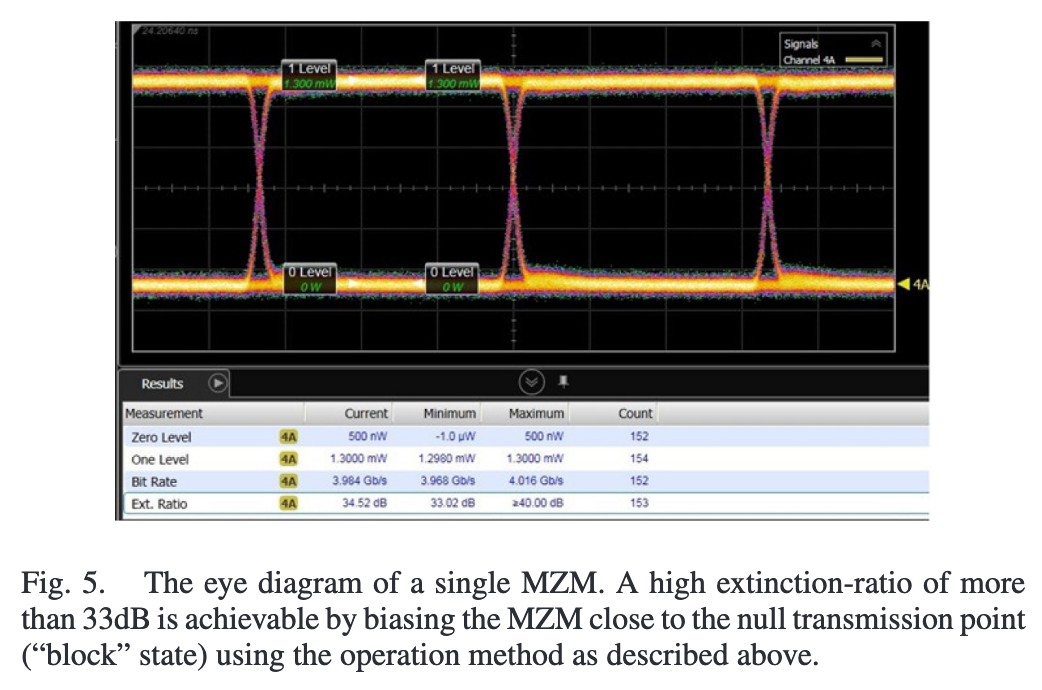 24.20640 ns
Signals
Channel 4A
1 Level
1.300 mW
1 Level
1.300 mW
0 Level
0 W
0 Level
0 W
4A
Results
Measurement Current Minimum Maximum Count
Zero Level 4A 500 nW -1.0 µW 500 nW 152
One Level 4A 1.3000 mW 1.2980 mW 1.3000 mW 154
Bit Rate 4A 3.984 Gb/s 3.968 Gb/s 4.016 Gb/s 152
Ext. Ratio 4A 34.52 dB 33.02 dB ≥40.00 dB 153
Fig. 5. The eye diagram of a single MZM. A high extinction-ratio of more
than 33dB is achievable by biasing the MZM close to the null transmission point
(“block” state) using the operation method as described above.